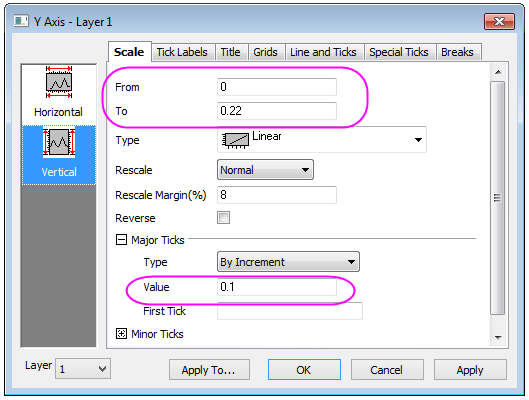 Y Axis - Layer 1
Scale Tick Labels Title Grids Line and Ticks Special Ticks Breaks
Horizontal
Vertical
From 0
To 0.22
Type Linear
Rescale Normal
Rescale Margin(%) 8
Reverse
Major Ticks
Type By Increment
Value 0.1
First Tick
Minor Ticks
Layer 1 Apply To... OK Cancel Apply